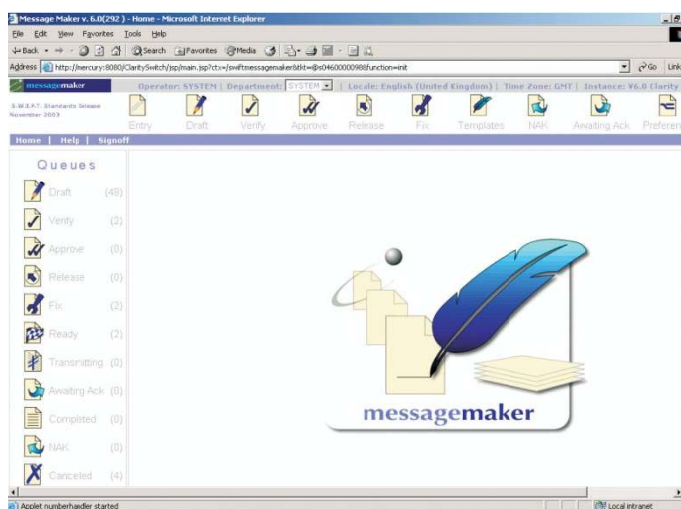 Message Maker v. 6.0(292 ) - Home - Microsoft Internet Explorer
File Edit View Favorites Tools Help
Back Search Favorites Media
Address http://mercury:8080/ClaritySwitch/jsp/main.jsp?ctx=/swiftmessagemaker&tkt=@s0460000098&function=init Go Link
messagemaker Operator: SYSTEM | Department: SYSTEM | Locale: English (United Kingdom) | Time Zone: GMT | Instance: V6.0 Clarity
S.W.I.F.T. Standards Release
November 2003
Entry Draft Verify Approve Release Fix Templates NAK Awaiting Ack Preferen
Home | Help | Signoff
Queues
Draft (48)
Verify (2)
Approve (0)
Release (0)
Fix (2)
Ready (2)
Transmitting (0)
Awaiting Ack (0)
Completed (0)
NAK (0)
Canceled (4)
messagemaker
Applet numberhandler started Local intranet